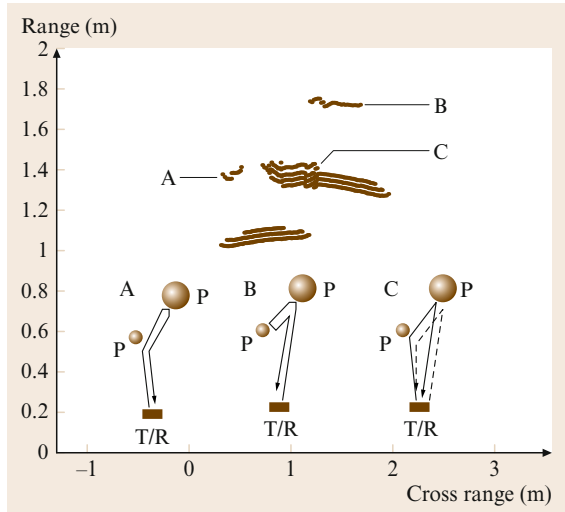 Range (m)
2
1.8
B
1.6
C
1.4
A
1.2
1
0.8
A P B P C P
P P P
0.6
0.4
0.2
T/R T/R T/R
0
−1 0 1 2 3
Cross range (m)